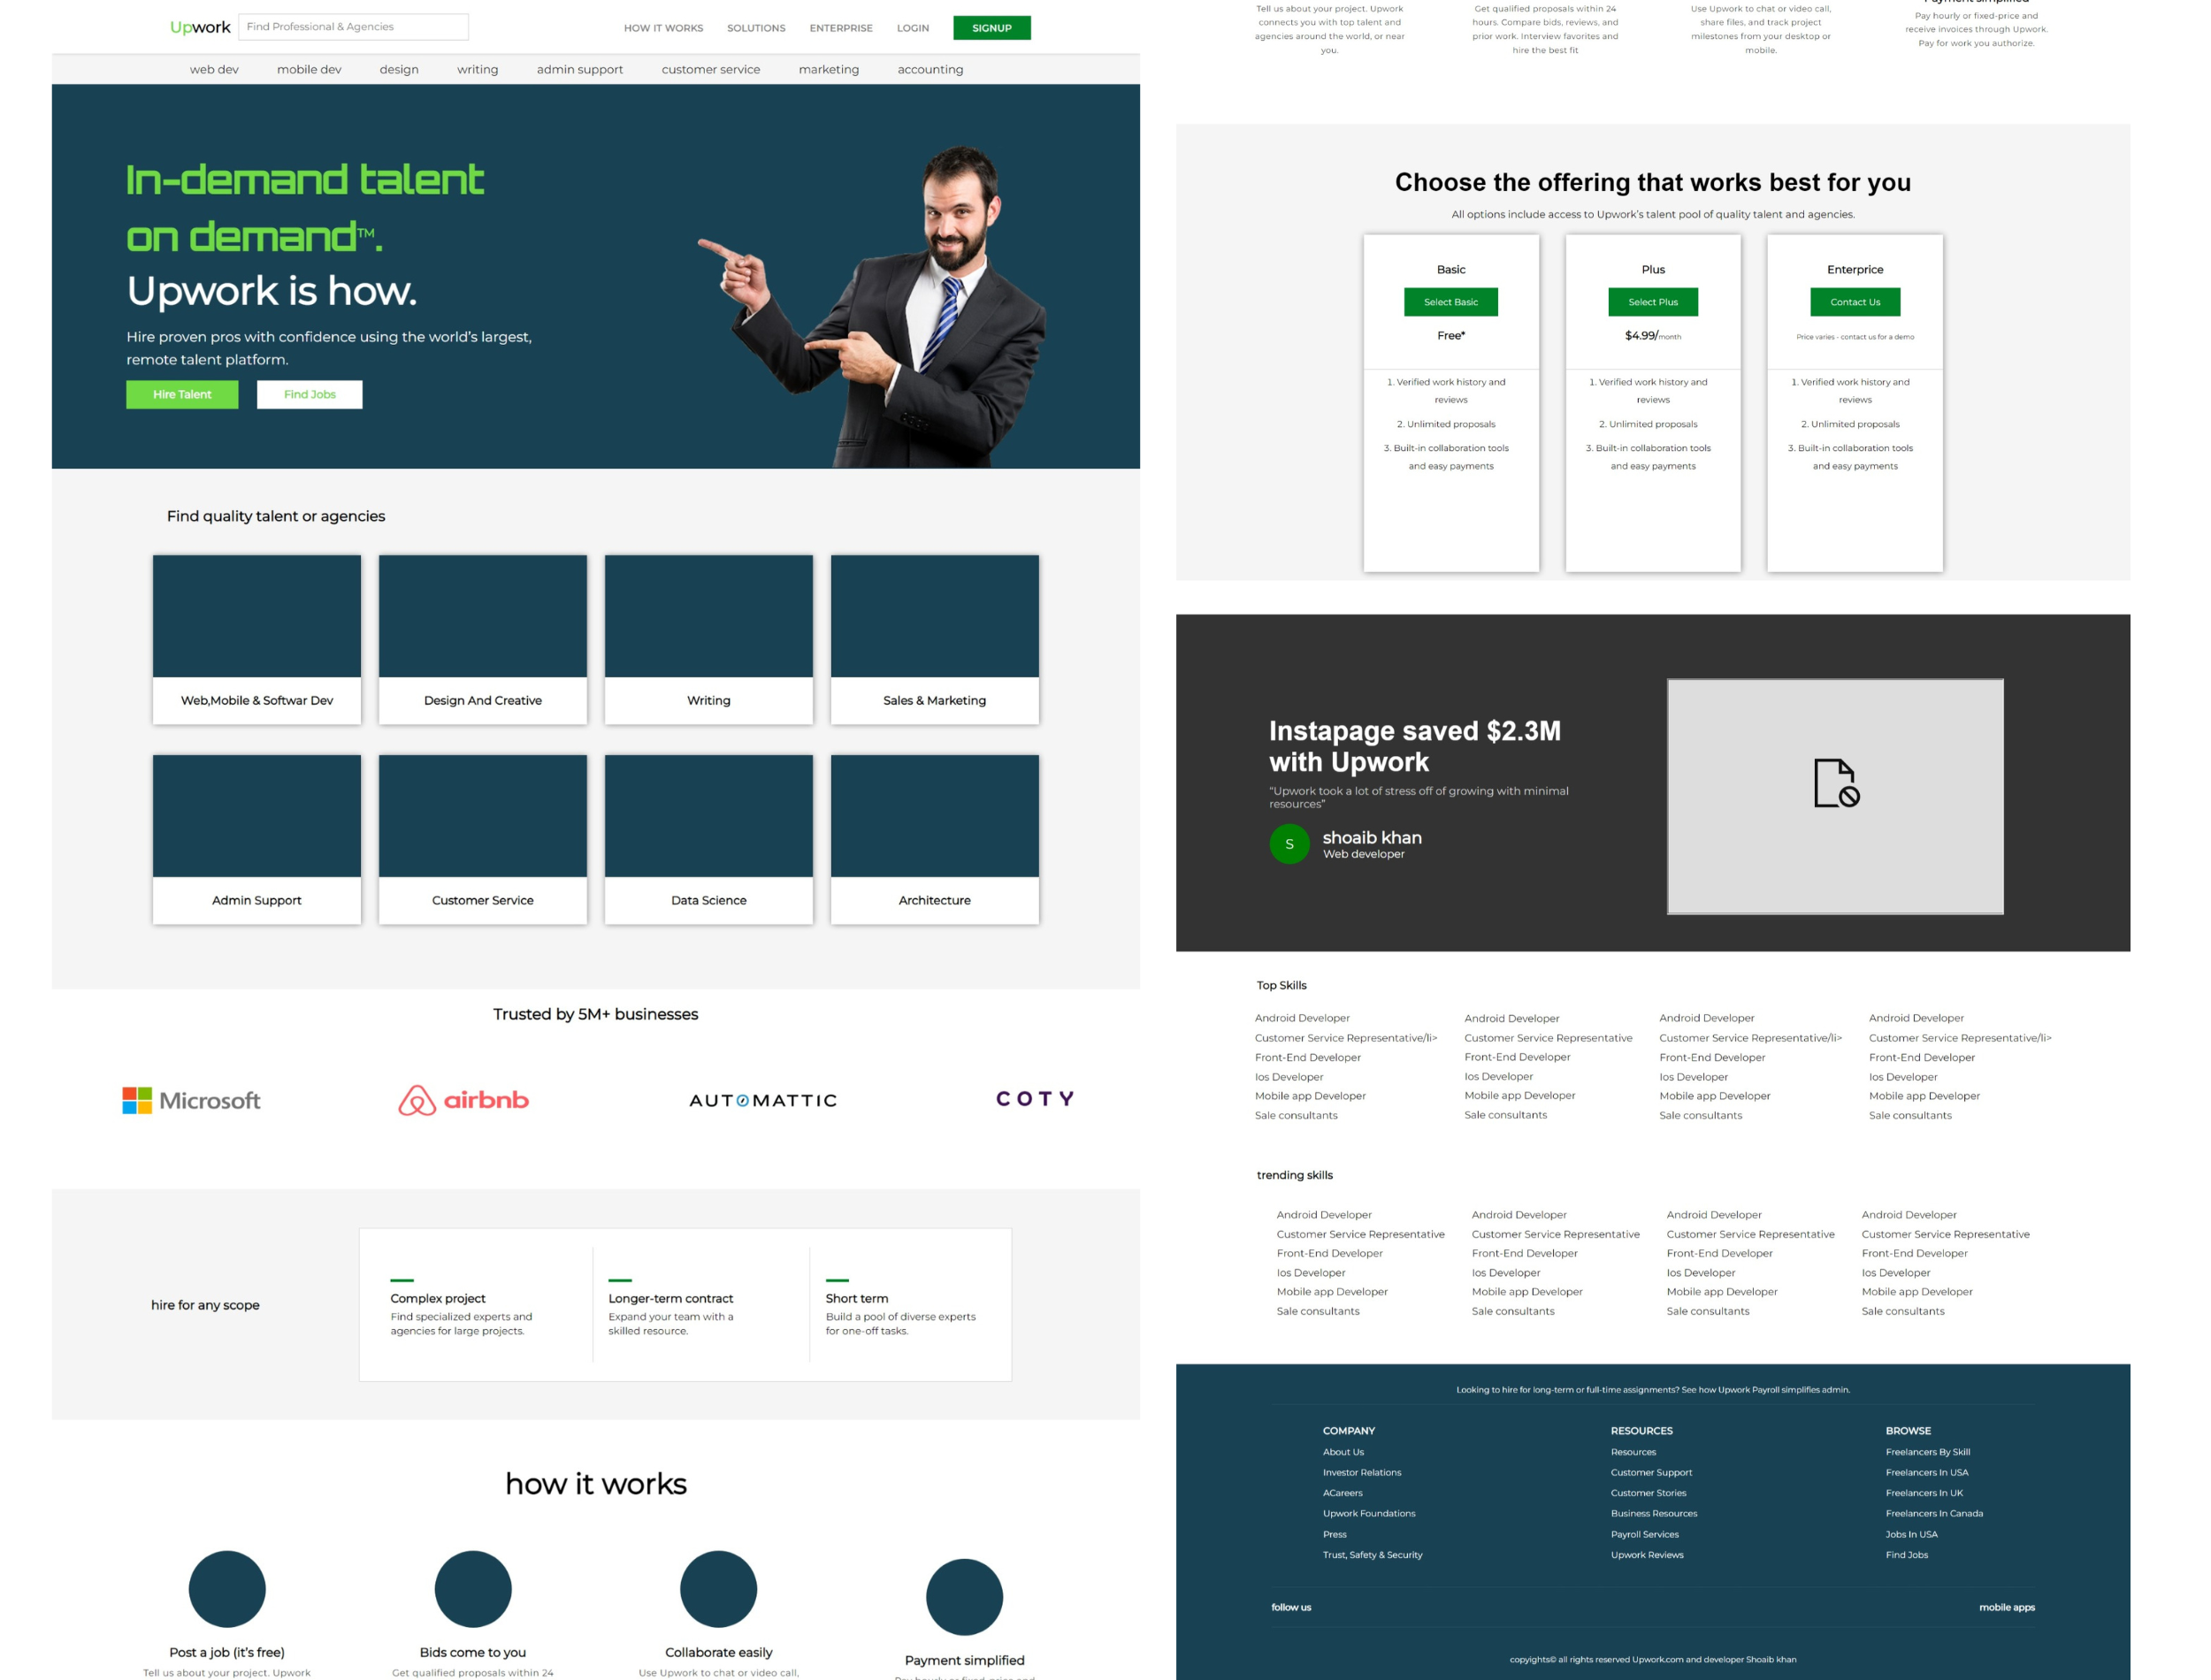 Upwork
Find Professional & Agencies
HOW IT WORKS
SOLUTIONS
ENTERPRISE
LOGIN
SIGNUP
web dev
mobile dev
design
writing
admin support
customer service
marketing
accounting
In-demand talent
on demand™.
Upwork is how.
Hire proven pros with confidence using the world's largest,
remote talent platform.
Hire Talent
Find Jobs
Find quality talent or agencies
Web,Mobile & Softwar Dev
Design And Creative
Writing
Sales & Marketing
Admin Support
Customer Service
Data Science
Architecture
Trusted by 5M+ businesses
Microsoft
airbnb
AUTOMATTIC
COTY
hire for any scope
Complex project
Find specialized experts and
agencies for large projects.
Longer-term contract
Expand your team with a
skilled resource.
Short term
Build a pool of diverse experts
for one-off tasks.
how it works
Post a job (it's free)
Tell us about your project. Upwork
Bids come to you
Get qualified proposals within 24
Collaborate easily
Use Upwork to chat or video call,
Payment simplified
Pay hourly or fixed-price and
Tell us about your project. Upwork
connects you with top talent and
agencies around the world, or near
you.
Get qualified proposals within 24
hours. Compare bids, reviews, and
prior work. Interview favorites and
hire the best fit
Use Upwork to chat or video call,
share files, and track project
milestones from your desktop or
mobile.
Payment simplified
Pay hourly or fixed-price and
receive invoices through Upwork.
Pay for work you authorize.
Choose the offering that works best for you
All options include access to Upwork's talent pool of quality talent and agencies.
Basic
Select Basic
Free*
1. Verified work history and
reviews
2. Unlimited proposals
3. Built-in collaboration tools
and easy payments
Plus
Select Plus
$4.99/month
1. Verified work history and
reviews
2. Unlimited proposals
3. Built-in collaboration tools
and easy payments
Enterprice
Contact Us
Price varies - contact us for a demo
1. Verified work history and
reviews
2. Unlimited proposals
3. Built-in collaboration tools
and easy payments
Instapage saved $2.3M
with Upwork
"Upwork took a lot of stress off of growing with minimal
resources"
S
shoaib khan
Web developer
Top Skills
Android Developer
Customer Service Representative/li>
Front-End Developer
Ios Developer
Mobile app Developer
Sale consultants
Android Developer
Customer Service Representative
Front-End Developer
Ios Developer
Mobile app Developer
Sale consultants
Android Developer
Customer Service Representative/li>
Front-End Developer
Ios Developer
Mobile app Developer
Sale consultants
Android Developer
Customer Service Representative/li>
Front-End Developer
Ios Developer
Mobile app Developer
Sale consultants
trending skills
Android Developer
Customer Service Representative
Front-End Developer
Ios Developer
Mobile app Developer
Sale consultants
Android Developer
Customer Service Representative
Front-End Developer
Ios Developer
Mobile app Developer
Sale consultants
Android Developer
Customer Service Representative
Front-End Developer
Ios Developer
Mobile app Developer
Sale consultants
Android Developer
Customer Service Representative
Front-End Developer
Ios Developer
Mobile app Developer
Sale consultants
Looking to hire for long-term or full-time assignments? See how Upwork Payroll simplifies admin.
COMPANY
About Us
Investor Relations
ACareers
Upwork Foundations
Press
Trust, Safety & Security
RESOURCES
Resources
Customer Support
Customer Stories
Business Resources
Payroll Services
Upwork Reviews
BROWSE
Freelancers By Skill
Freelancers In USA
Freelancers In UK
Freelancers In Canada
Jobs In USA
Find Jobs
follow us
mobile apps
copyights© all rights reserved Upwork.com and developer Shoaib khan